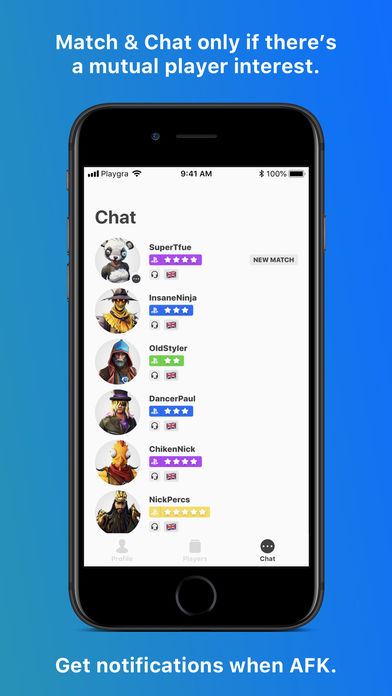 Match & Chat only if there's
a mutual player interest.
Playgra 9:41 AM 100%
Chat
SuperTfue
NEW MATCH
InsaneNinja
OldStyler
DancerPaul
ChikenNick
NickPercs
Profile Players Chat
Get notifications when AFK.